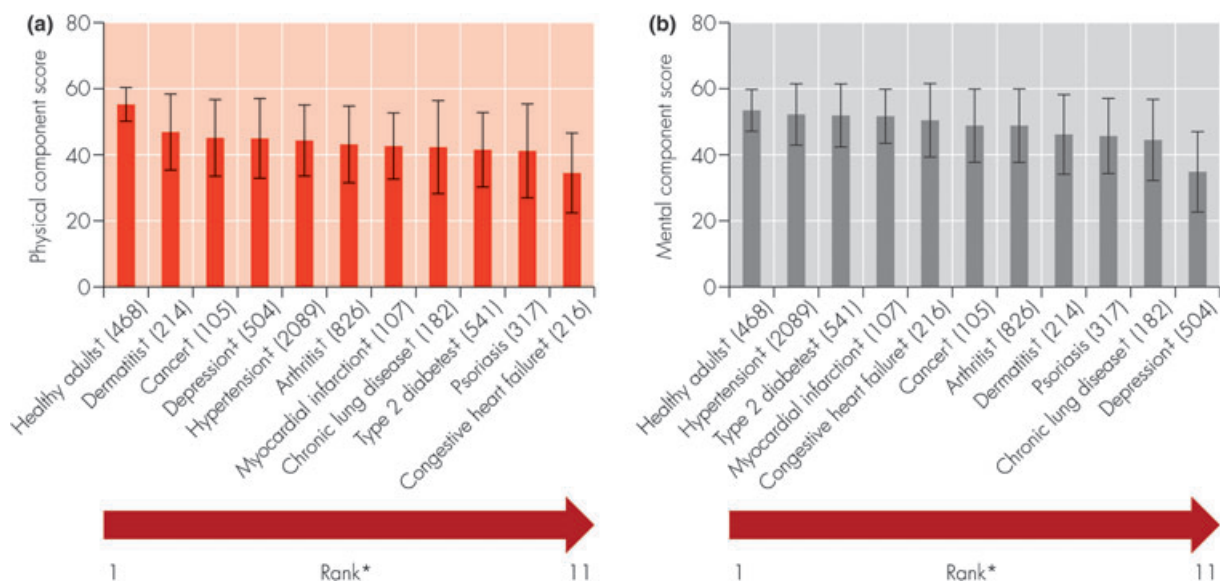 (a)
Physical component score
80
60
40
20
0
Healthy adults† (468)
Dermatitis† (214)
Cancer† (105)
Depression‡ (504)
Hypertension‡ (2089)
Arthritis† (826)
Myocardial infarction‡ (107)
Chronic lung disease† (182)
Type 2 diabetes‡ (541)
Psoriasis (317)
Congestive heart failure‡ (216)
1
Rank*
11
(b)
Mental component score
80
60
40
20
0
Healthy adults† (468)
Hypertension‡ (2089)
Type 2 diabetes‡ (541)
Myocardial infarction‡ (107)
Congestive heart failure‡ (216)
Cancer† (105)
Arthritis† (826)
Dermatitis† (214)
Psoriasis (317)
Chronic lung disease† (182)
Depression‡ (504)
1
Rank*
11